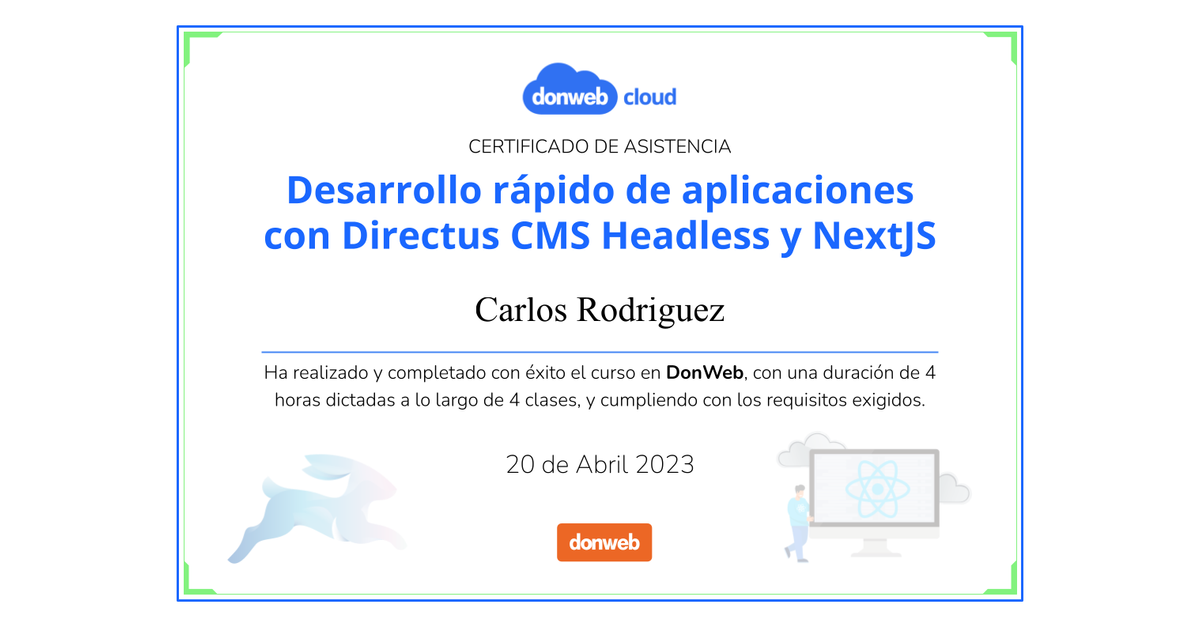 donweb cloud
CERTIFICADO DE ASISTENCIA
Desarrollo rápido de aplicaciones
con Directus CMS Headless y NextJS
Carlos Rodriguez
Ha realizado y completado con éxito el curso en DonWeb, con una duración de 4
horas dictadas a lo largo de 4 clases, y cumpliendo con los requisitos exigidos.
20 de Abril 2023
donweb